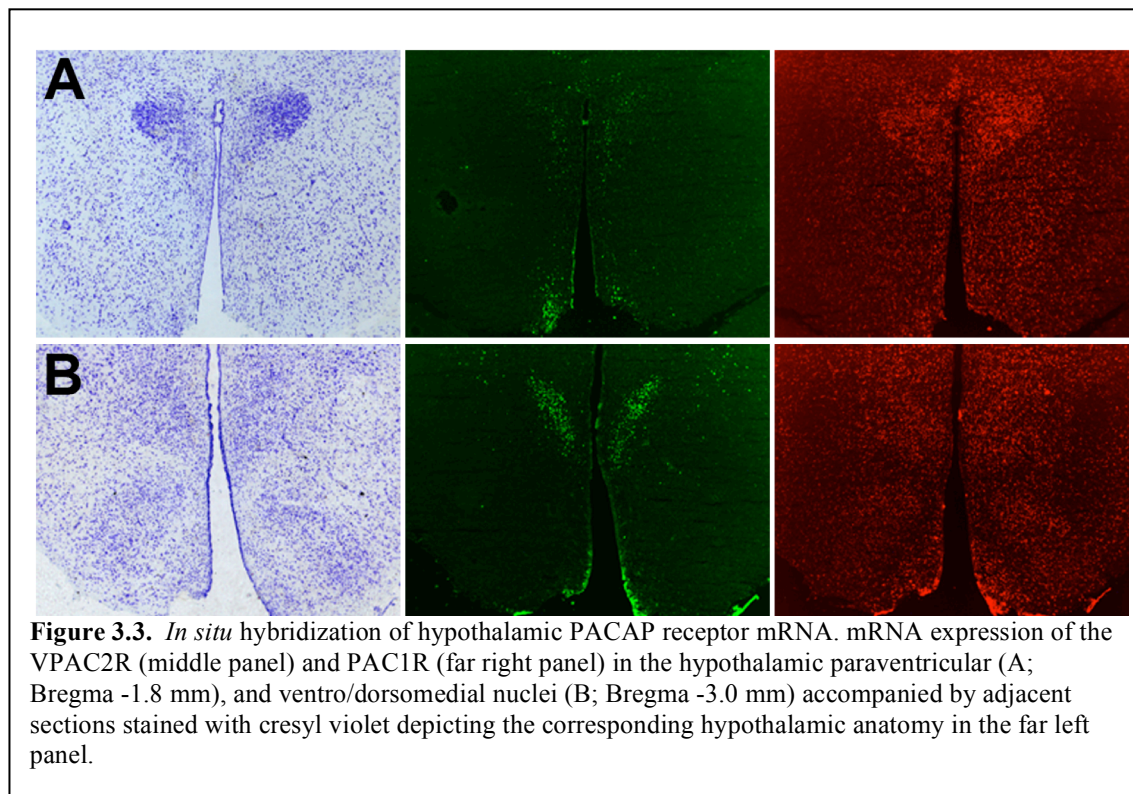 A
B
Figure 3.3. In situ hybridization of hypothalamic PACAP receptor mRNA. mRNA expression of the
VPAC2R (middle panel) and PAC1R (far right panel) in the hypothalamic paraventricular (A;
Bregma -1.8 mm), and ventro/dorsomedial nuclei (B; Bregma -3.0 mm) accompanied by adjacent
sections stained with cresyl violet depicting the corresponding hypothalamic anatomy in the far left
panel.